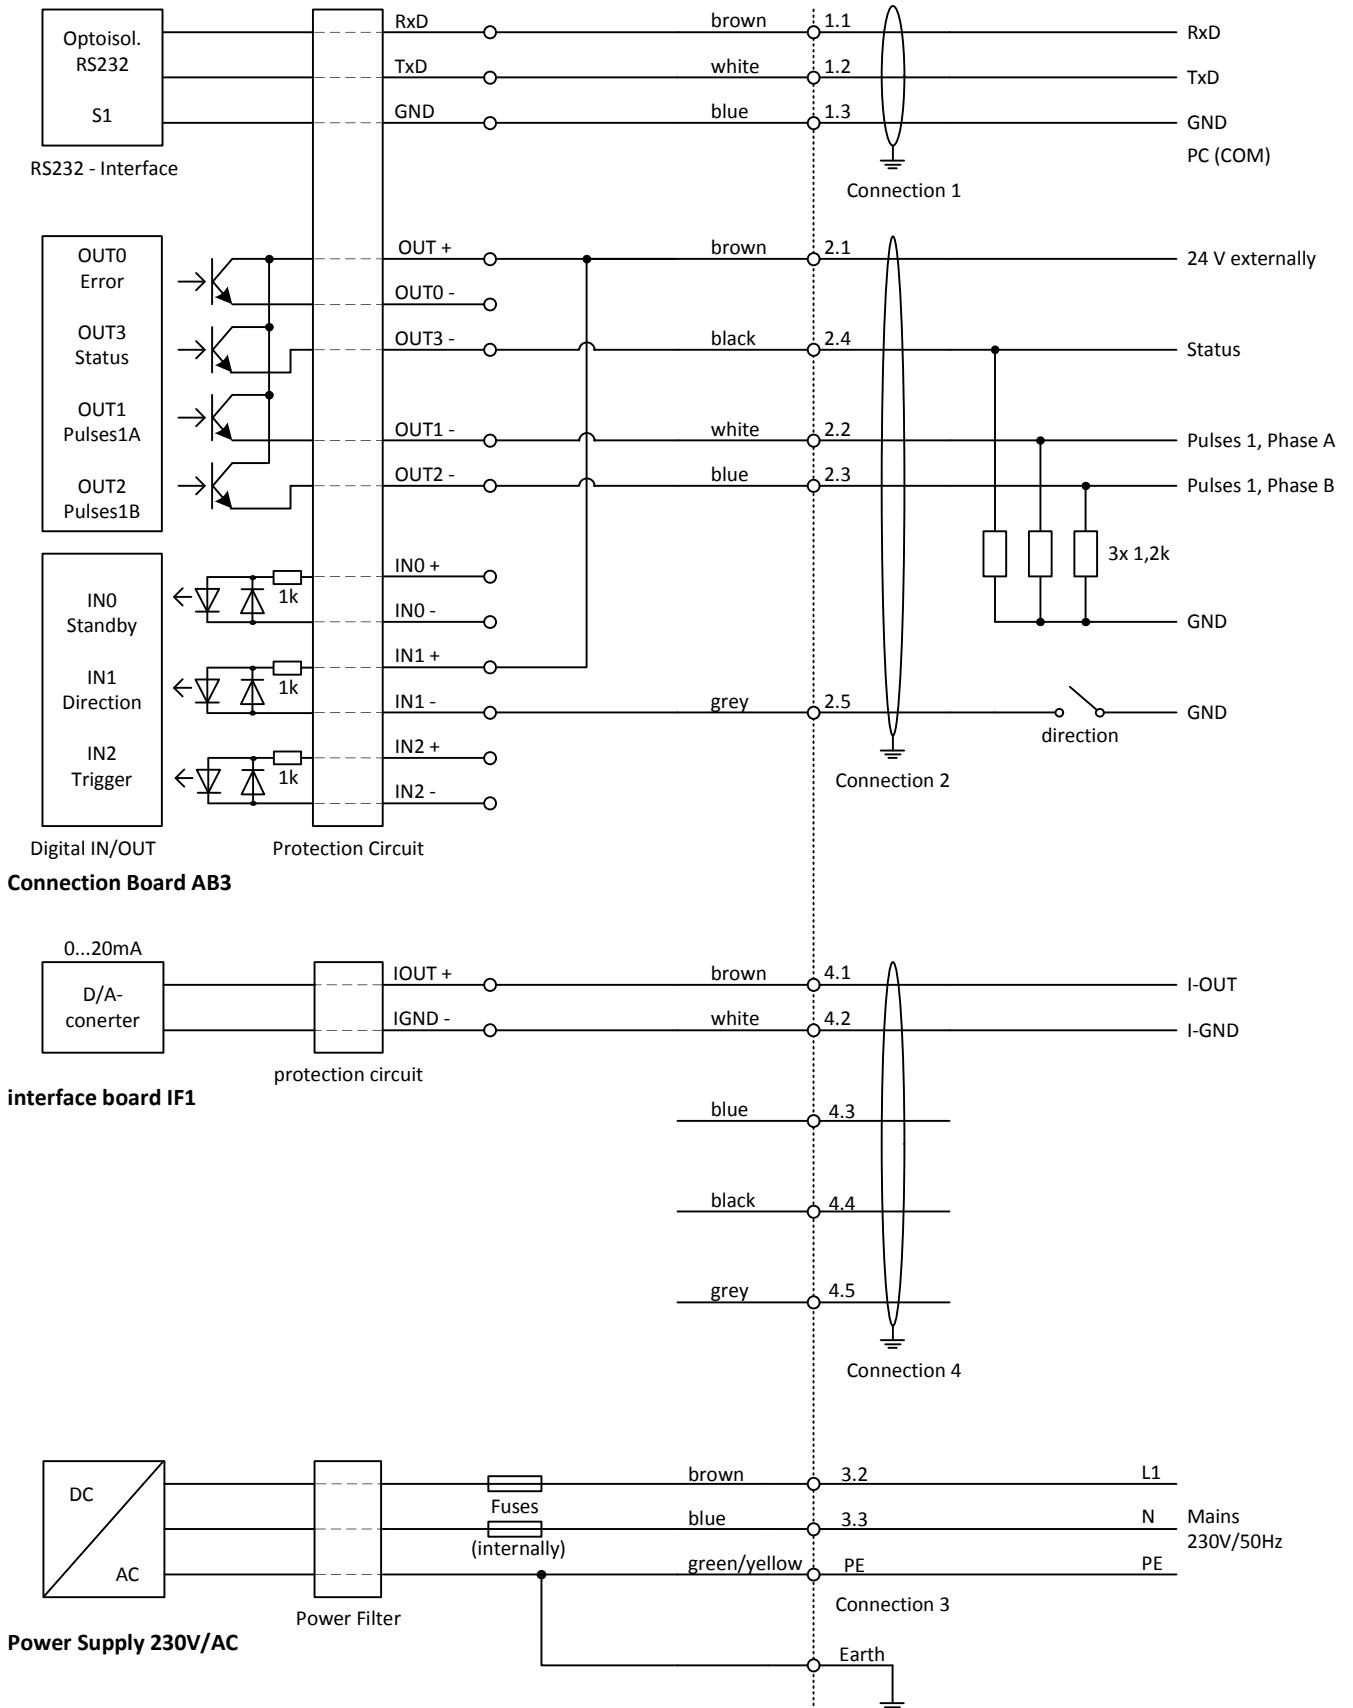 RxD
brown
1.1
RxD
Optoisol.
RS232
S1
TxD
white
1.2
TxD
GND
blue
1.3
GND
PC (COM)
RS232 - Interface
Connection 1
OUT0
Error
OUT +
brown
2.1
24 V externally
OUT0 -
OUT3
Status
OUT3 -
black
2.4
Status
OUT1
Pulses1A
OUT1 -
white
2.2
Pulses 1, Phase A
OUT2
Pulses1B
OUT2 -
blue
2.3
Pulses 1, Phase B
3x 1,2k
IN0
Standby
1k
IN0 +
IN0 -
GND
IN1
Direction
1k
IN1 +
IN1 -
grey
2.5
direction
GND
IN2
Trigger
1k
IN2 +
IN2 -
Connection 2
Digital IN/OUT
Protection Circuit
Connection Board AB3
0...20mA
D/A-
conerter
IOUT +
brown
4.1
I-OUT
IGND -
white
4.2
I-GND
protection circuit
interface board IF1
blue
4.3
black
4.4
grey
4.5
Connection 4
DC
AC
Fuses
(internally)
brown
3.2
L1
blue
3.3
N
Mains
230V/50Hz
green/yellow
PE
PE
Connection 3
Power Filter
Power Supply 230V/AC
Earth